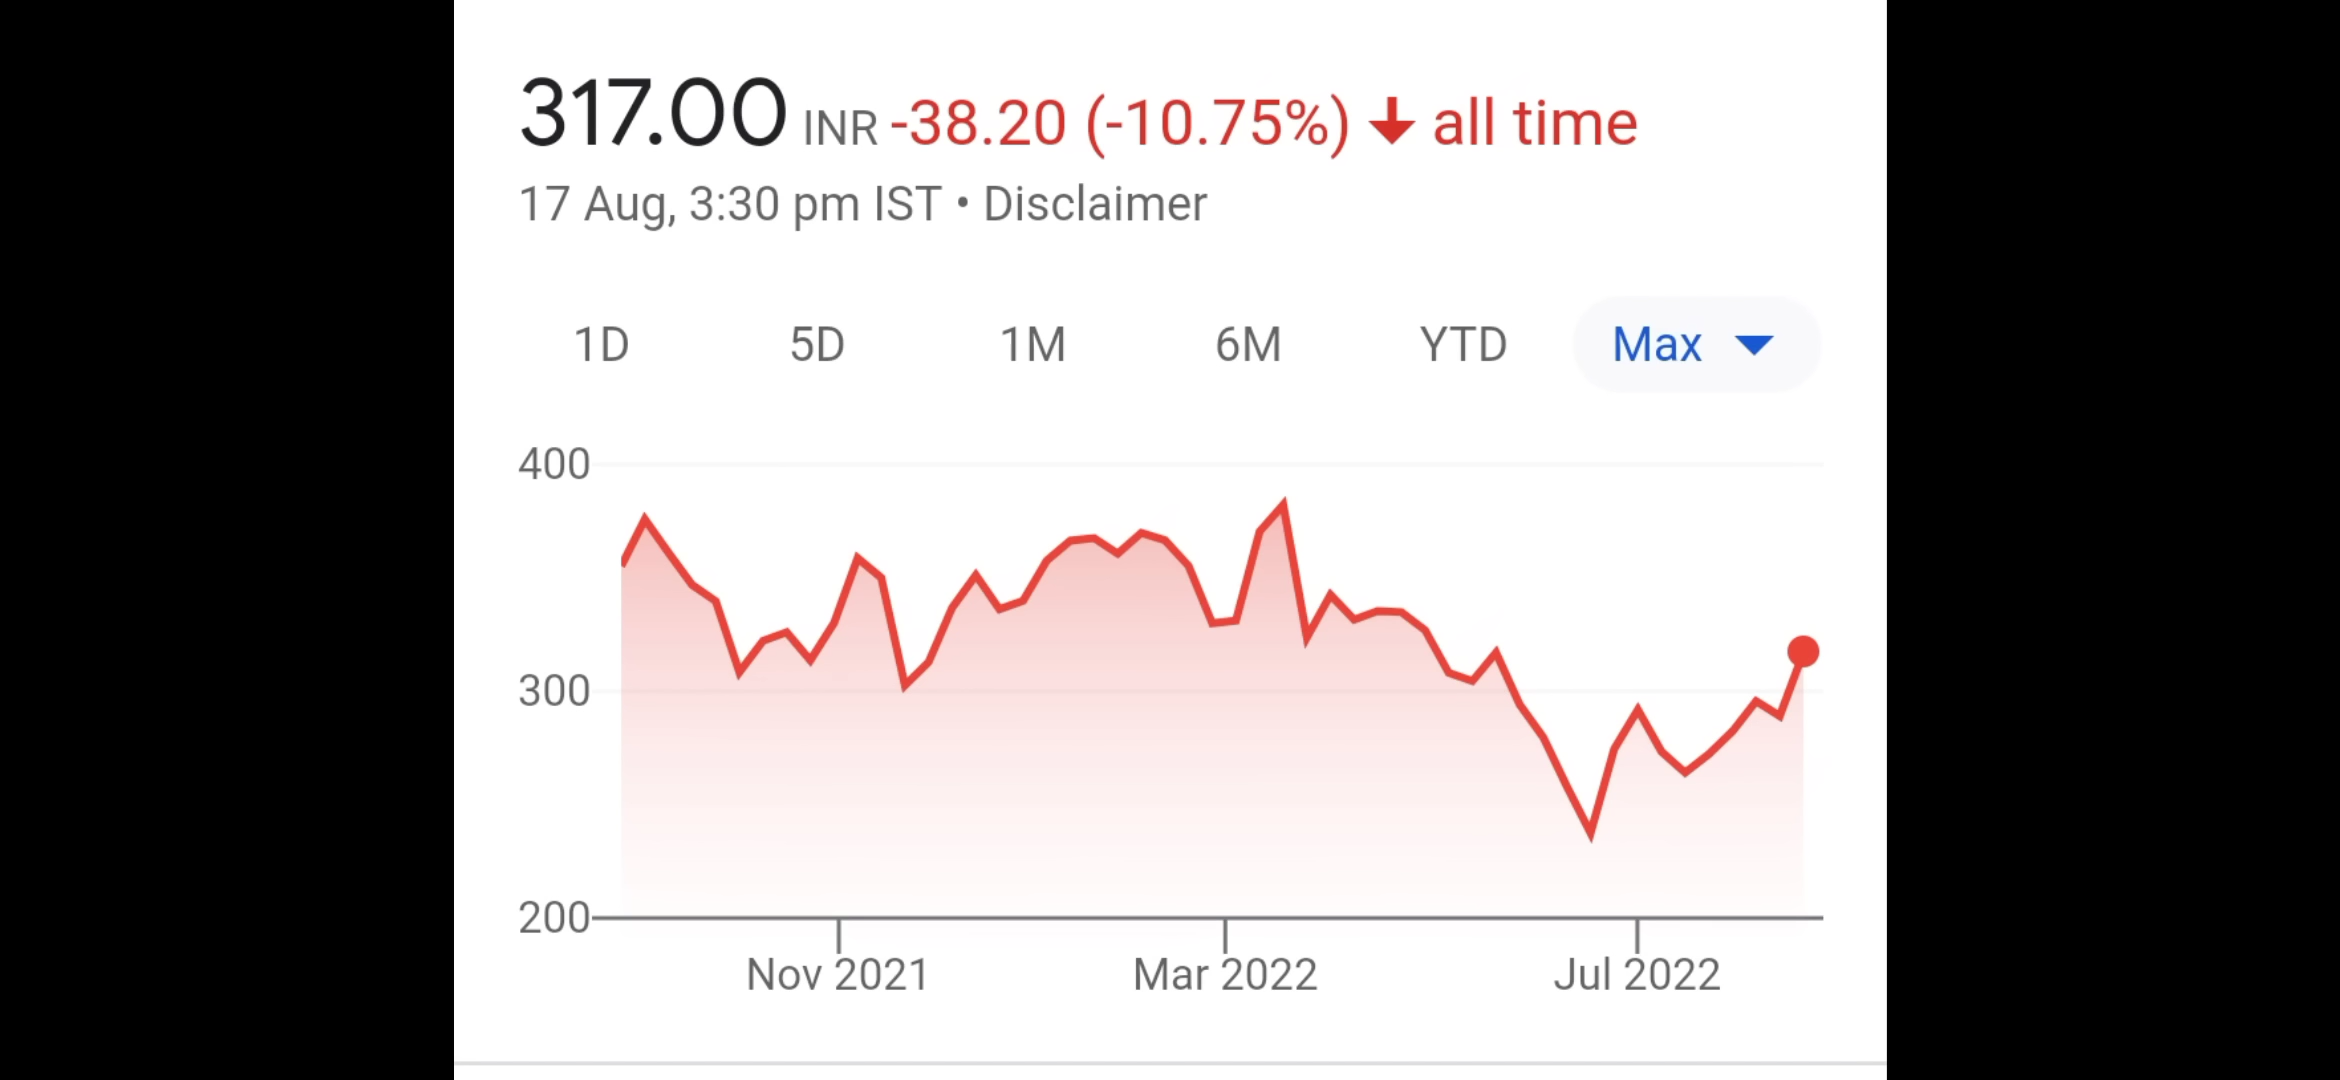 317.00 INR -38.20 (-10.75%) all time
17 Aug, 3:30 pm IST • Disclaimer
1D 5D 1M 6M YTD Max
400
300
200
Nov 2021 Mar 2022 Jul 2022